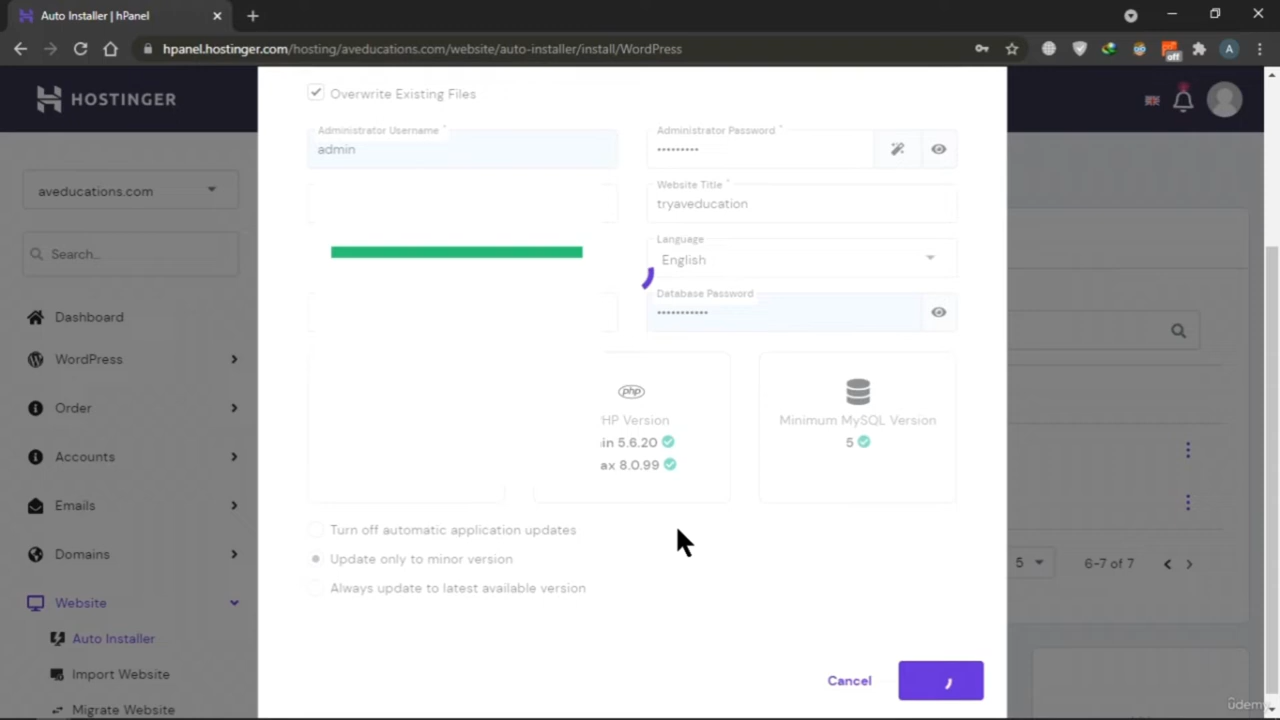 Auto Installer | hPanel
hpanel.hostinger.com/hosting/aveducations.com/website/auto-installer/install/WordPress
off
A
HOSTINGER
aveducations.com
Search...
Dashboard
WordPress
Order
Accounts
Emails
Domains
Website
Auto Installer
Import Website
Migrate Website
Overwrite Existing Files
Administrator Username *
admin
Administrator Password *
•••••••••
Website Title *
tryaveducation
Language
English
Database Password
•••••••••••
php
HP Version
in 5.6.20
ax 8.0.99
Minimum MySQL Version
5
Turn off automatic application updates
Update only to minor version
Always update to latest available version
5
6-7 of 7
Cancel
ûdemy